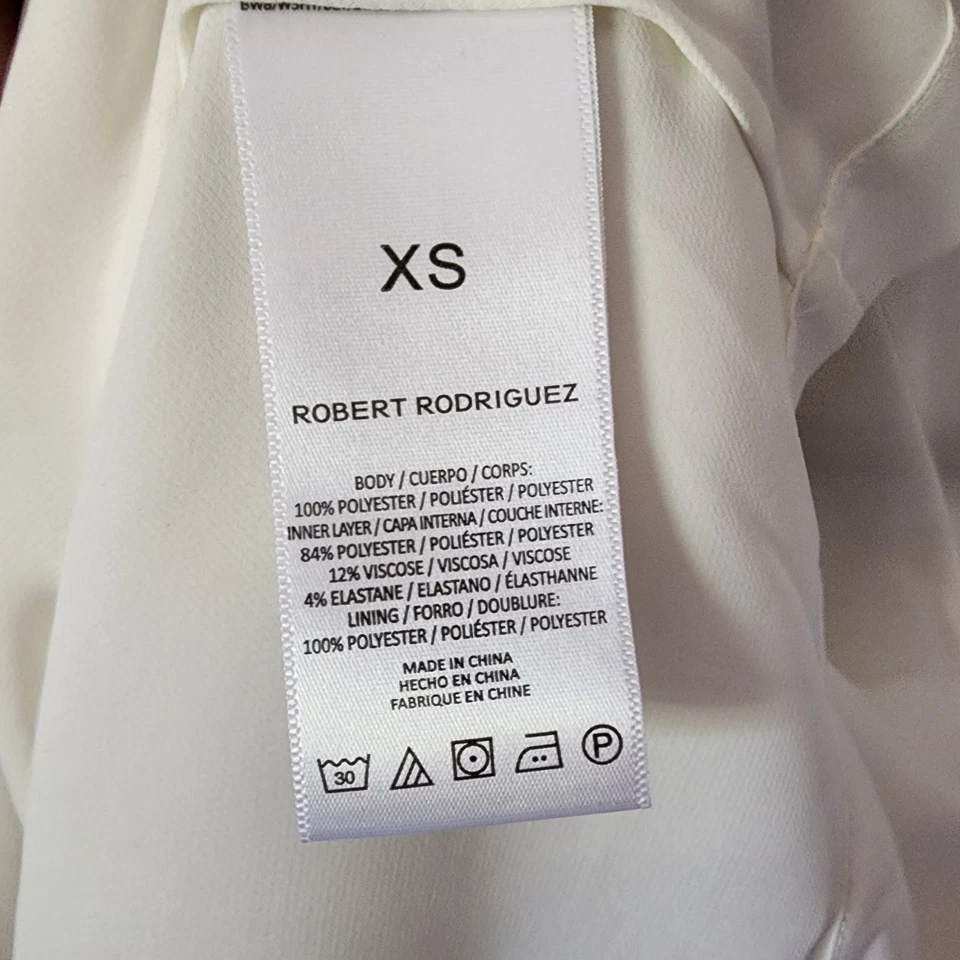 XS
ROBERT RODRIGUEZ
BODY / CUERPO / CORPS:
100% POLYESTER / POLIÉSTER / POLYESTER
INNER LAYER / CAPA INTERNA / COUCHE INTERNE:
84% POLYESTER / POLIÉSTER / POLYESTER
12% VISCOSE / VISCOSA / VISCOSE
4% ELASTANE / ELASTANO / ÉLASTHANNE
LINING / FORRO / DOUBLURE:
100% POLYESTER / POLIÉSTER / POLYESTER
MADE IN CHINA
HECHO EN CHINA
FABRIQUE EN CHINE
30 P